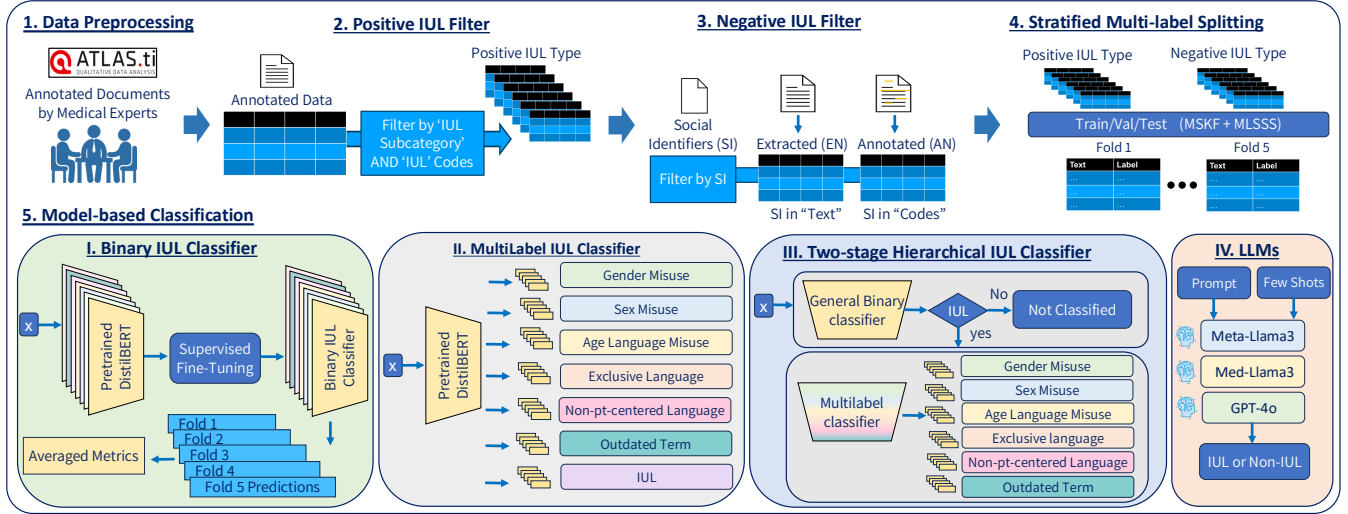 1. Data Preprocessing
ATLAS.ti
QUALITATIVE DATA ANALYSIS
Annotated Documents
by Medical Experts
2. Positive IUL Filter
Annotated Data
Filter by 'IUL
Subcategory'
AND 'IUL' Codes
Positive IUL Type
3. Negative IUL Filter
Social
Identifiers (SI)
Filter by SI
Extracted (EN)
SI in "Text"
Annotated (AN)
SI in "Codes"
4. Stratified Multi-label Splitting
Positive IUL Type
Negative IUL Type
Train/Val/Test (MSKF + MLSSS)
Fold 1
Fold 5
Text Label
... ...
... ...
...
Text Label
... ...
... ...
...
5. Model-based Classification
I. Binary IUL Classifier
x
Pretrained
DistilBERT
Supervised
Fine-Tuning
Binary IUL
Classifier
Fold 1
Fold 2
Fold 3
Fold 4
Fold 5 Predictions
Averaged Metrics
II. MultiLabel IUL Classifier
x
Pretrained
DistilBERT
Gender Misuse
Sex Misuse
Age Language Misuse
Exclusive Language
Non-pt-centered Language
Outdated Term
IUL
III. Two-stage Hierarchical IUL Classifier
x
General Binary
classifier
IUL
No
Not Classified
yes
Multilabel
classifier
Gender Misuse
Sex Misuse
Age Language Misuse
Exclusive language
Non-pt-centered Language
Outdated Term
IV. LLMs
Prompt
Few Shots
Meta-Llama3
Med-Llama3
GPT-4o
IUL or Non-IUL